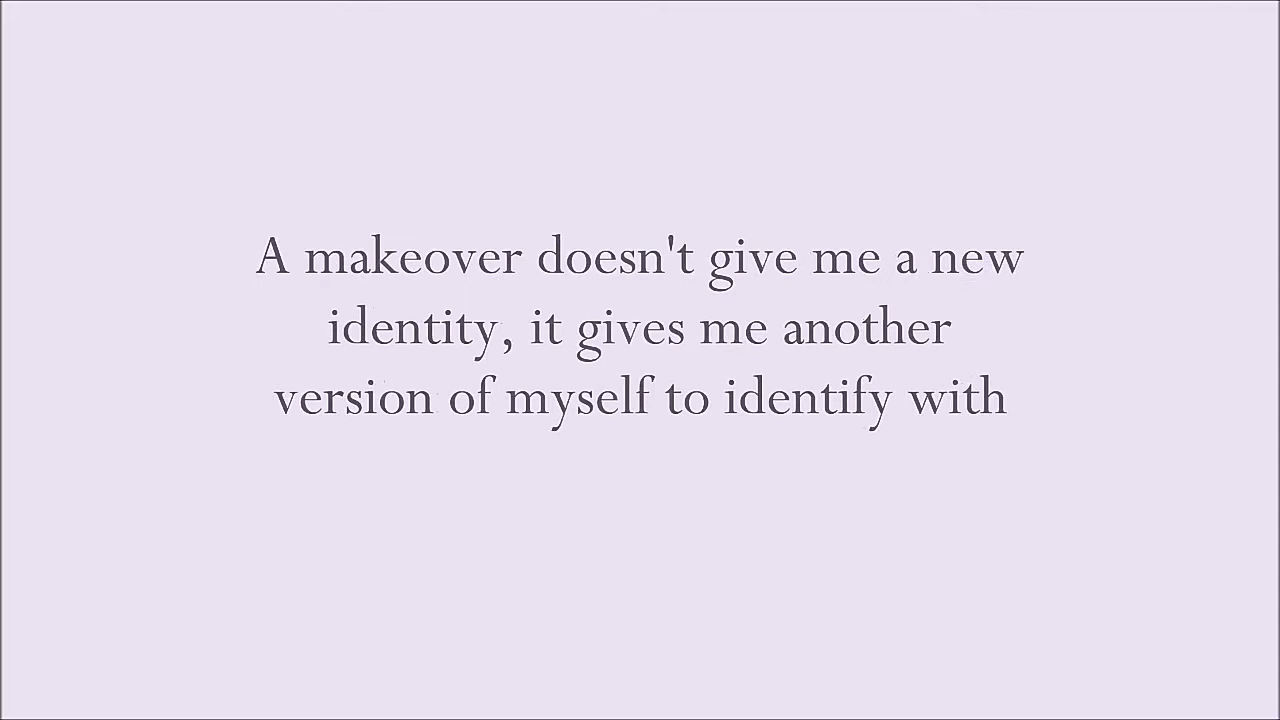 A makeover doesn't give me a new
identity, it gives me another
version of myself to identify with